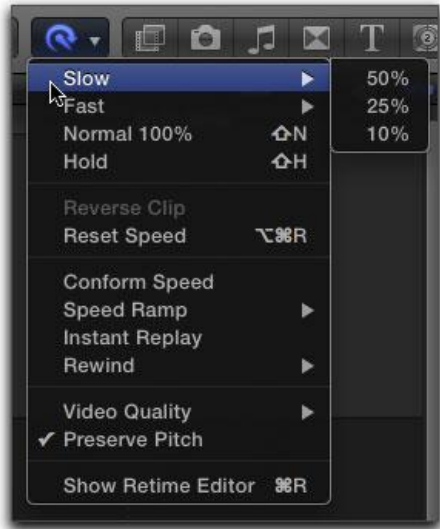 T
2
Slow ▶
50%
25%
10%
Fast ▶
Normal 100% ⇧N
Hold ⇧H
Reverse Clip
Reset Speed ⌥⌘R
Conform Speed
Speed Ramp ▶
Instant Replay
Rewind ▶
Video Quality ▶
✓ Preserve Pitch
Show Retime Editor ⌘R